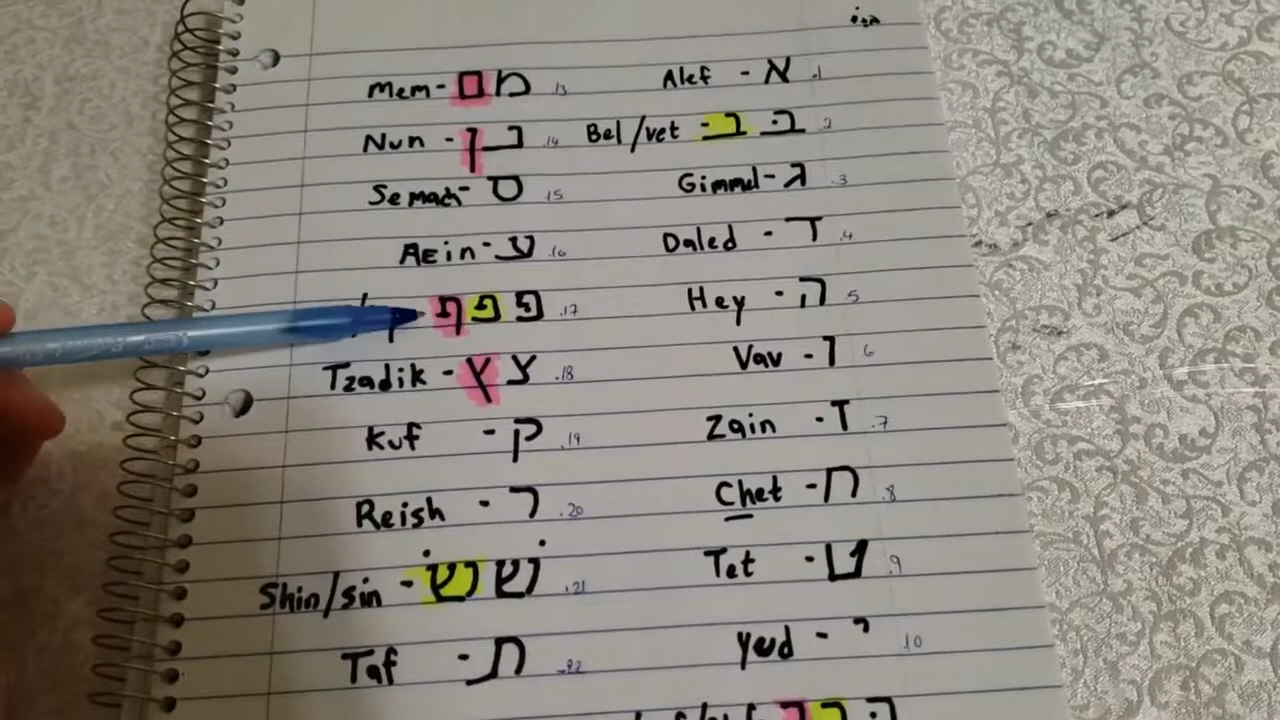 Alef - א .1
Bel/vet - ב בּ .2
Gimmel - ג .3
Daled - ד .4
Hey - ה 5
Vav - ו 6
Zain - ז .7
Chet - ח .8
Tet - ט .9
Yud - י 10
Mem - ם מ 13
Nun - ן נ .14
Semach - ס 15
AEin - ע .16
ף פ פּ .17
Tzadik - ץ צ .18
Kuf - ק .19
Reish - ר .20
Shin/sin - שׂ שׁ .21
Taf - ת .22